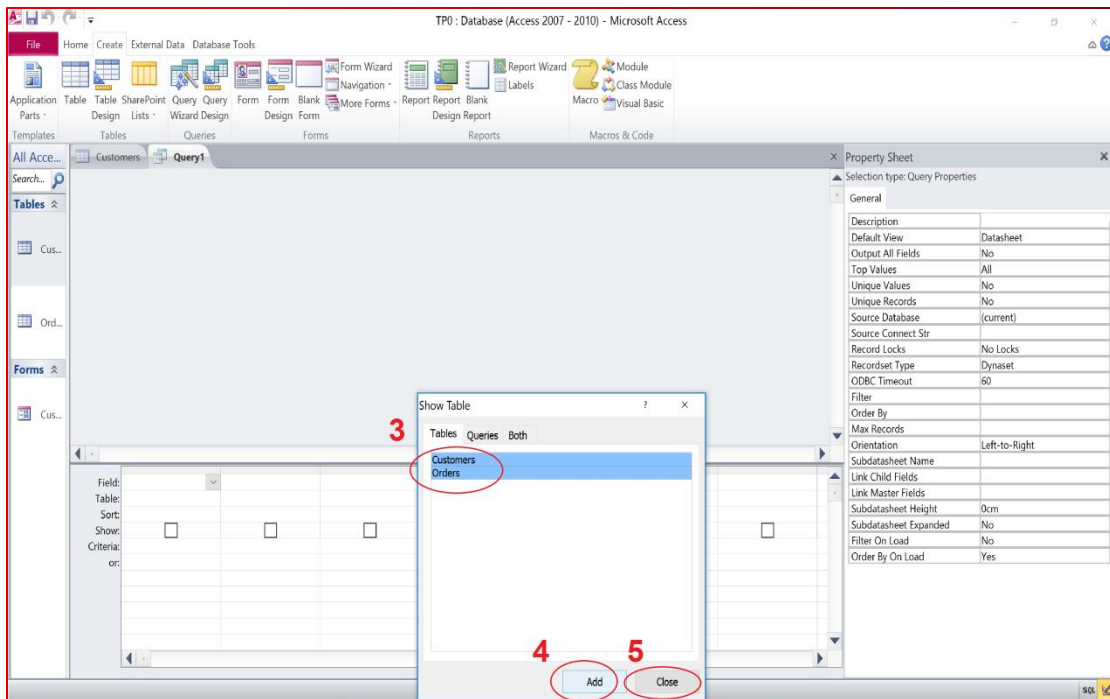 TP0 : Database (Access 2007 - 2010) - Microsoft Access
File Home Create External Data Database Tools
Application Parts
Table
Table Design
SharePoint Lists
Query Wizard
Query Design
Form
Form Design
Blank Form
Form Wizard
Navigation
More Forms
Report
Report Design
Blank Report
Report Wizard
Labels
Macro
Module
Class Module
Visual Basic
Templates Tables Queries Forms Reports Macros & Code
All Acce...
Search...
Tables
Cus...
Ord...
Forms
Cus...
Customers Query1
Field:
Table:
Sort:
Show:
Criteria:
or:
3
Show Table ? X
Tables Queries Both
Customers
Orders
4 5
Add Close
Property Sheet
Selection type: Query Properties
General
Description
Default View Datasheet
Output All Fields No
Top Values All
Unique Values No
Unique Records No
Source Database (current)
Source Connect Str
Record Locks No Locks
Recordset Type Dynaset
ODBC Timeout 60
Filter
Order By
Max Records
Orientation Left-to-Right
Subdatasheet Name
Link Child Fields
Link Master Fields
Subdatasheet Height 0cm
Subdatasheet Expanded No
Filter On Load No
Order By On Load Yes
SQL